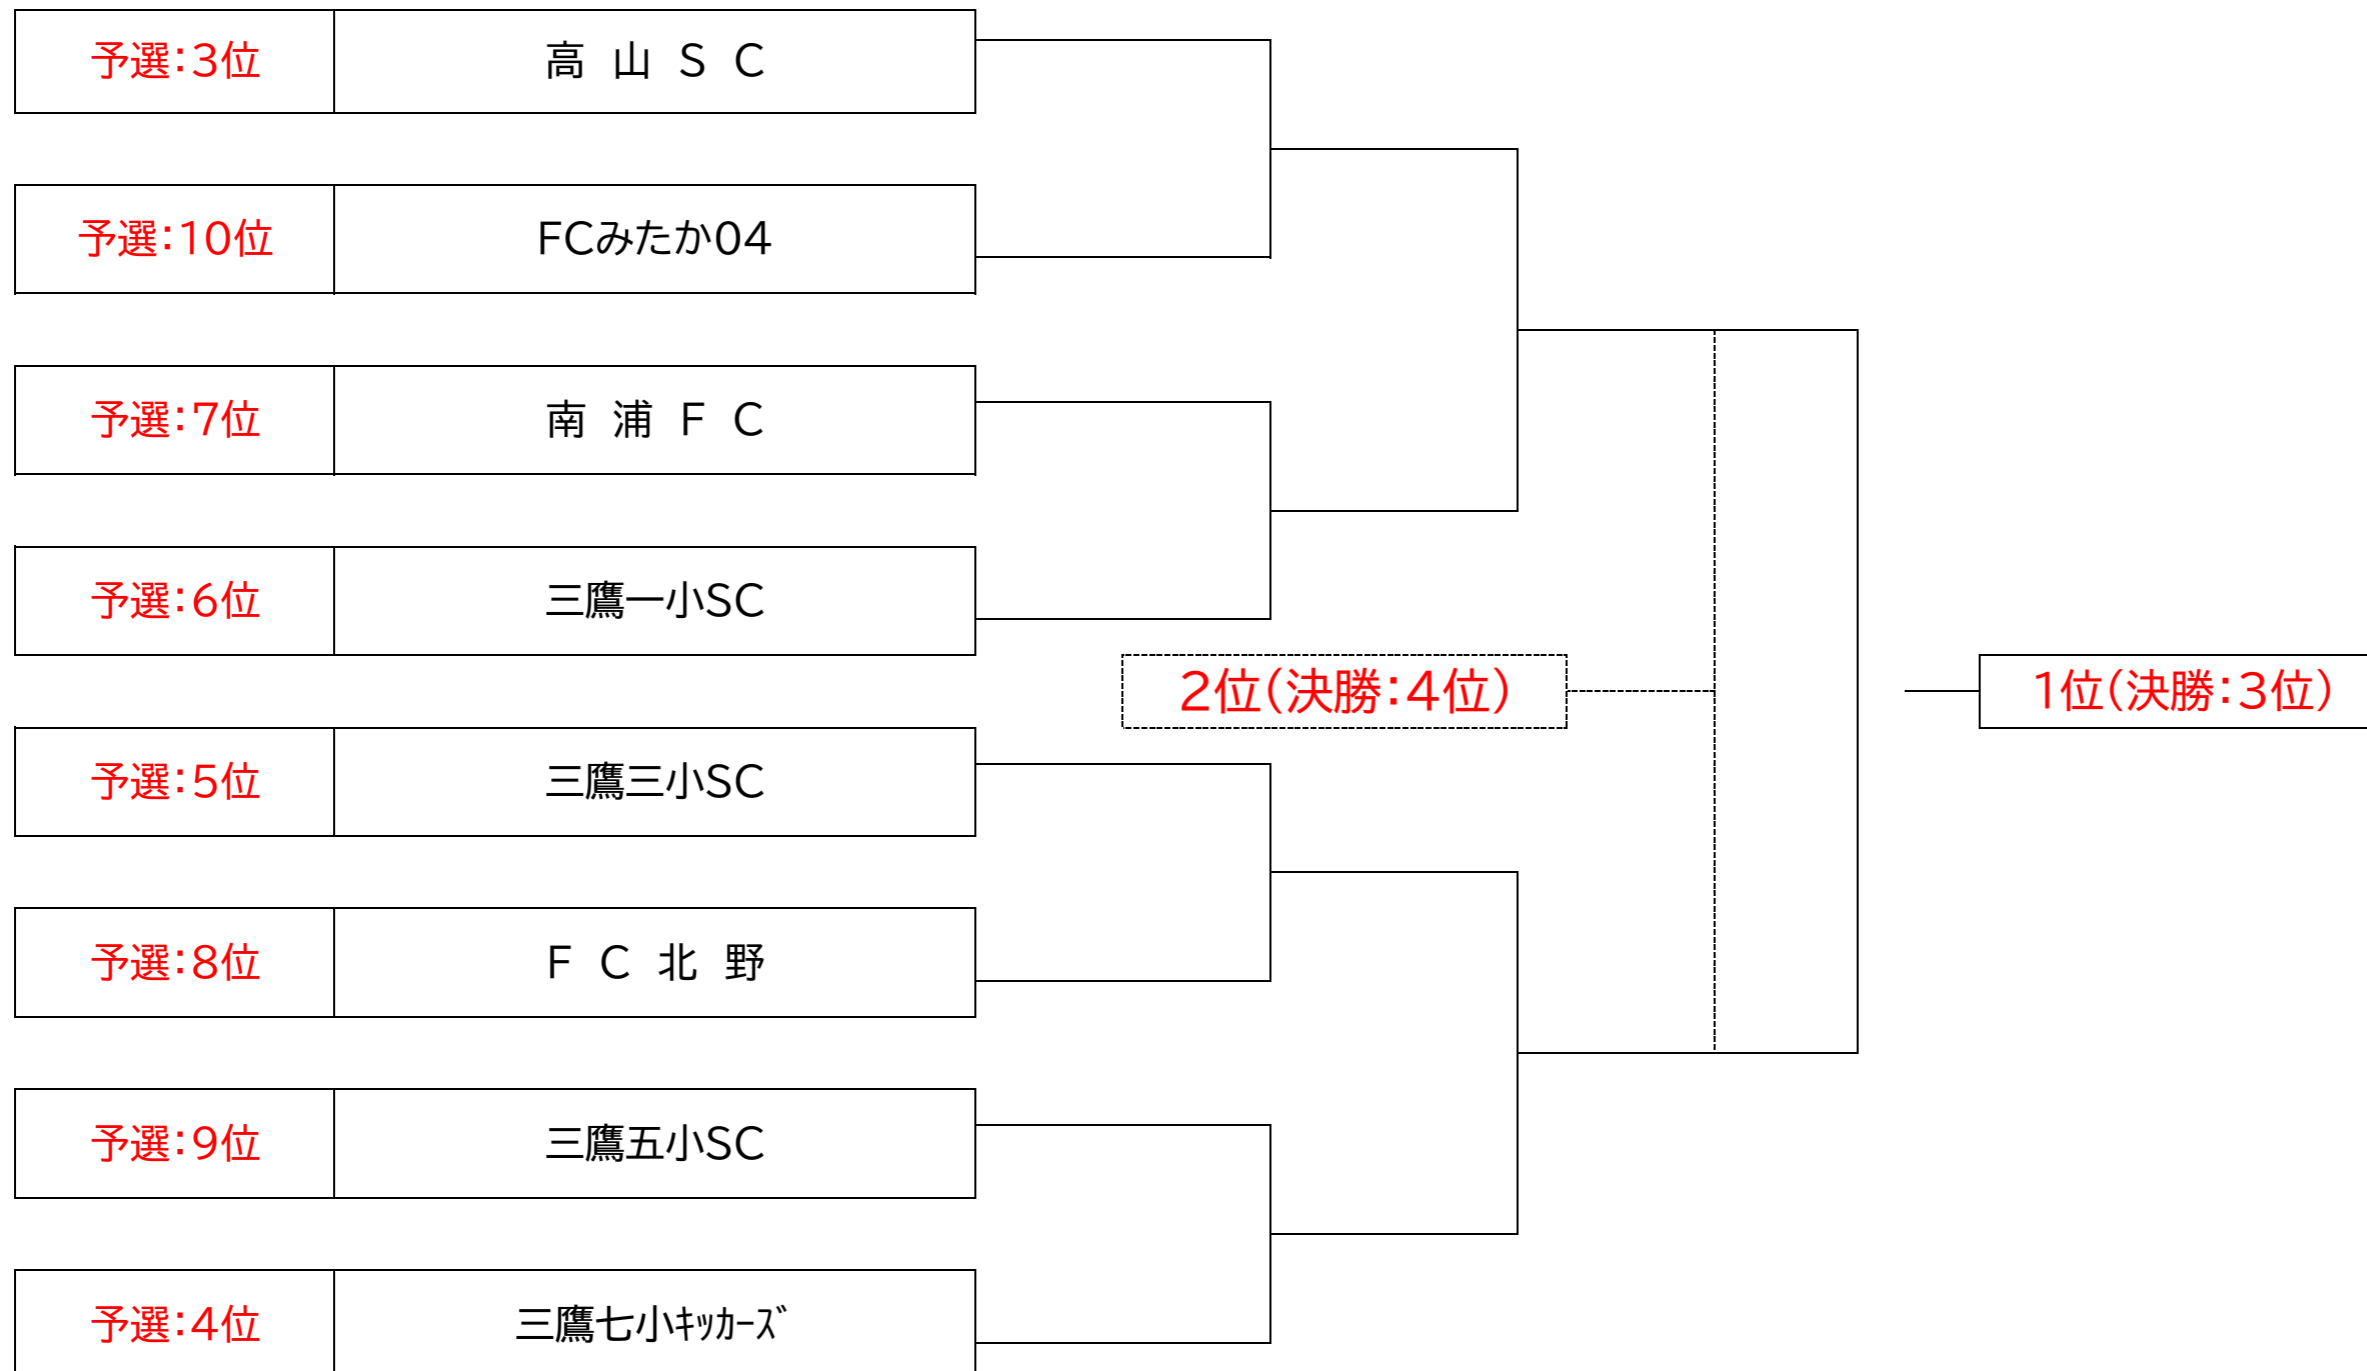 予選：3位 高 山 S C
予選：10位 FCみたか04
予選：7位 南 浦 F C
予選：6位 三鷹一小SC
2位（決勝：4位） 1位（決勝：3位）
予選：5位 三鷹三小SC
予選：8位 F C 北 野
予選：9位 三鷹五小SC
予選：4位 三鷹七小ｷｯｶｰｽﾞ